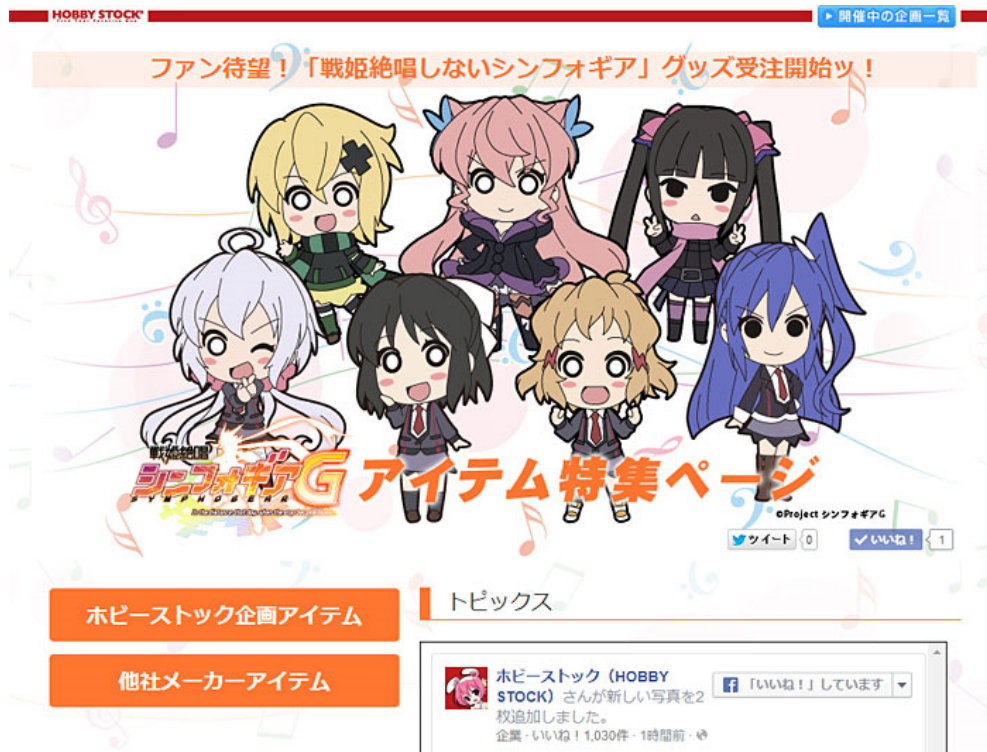 HOBBY STOCK
開催中の企画一覧
ファン待望！「戦姫絶唱しないシンフォギア」グッズ受注開始ッ！
戦姫絶唱
シンフォギアG
SYMPHOGEAR
アイテム特集ページ
©Project シンフォギアG
ツイート 0
いいね！ 1
ホビーストック企画アイテム
他社メーカーアイテム
トピックス
ホビーストック（HOBBY
STOCK）さんが新しい写真を2
枚追加しました。
企業・いいね！1,030件・1時間前・
「いいね！」しています